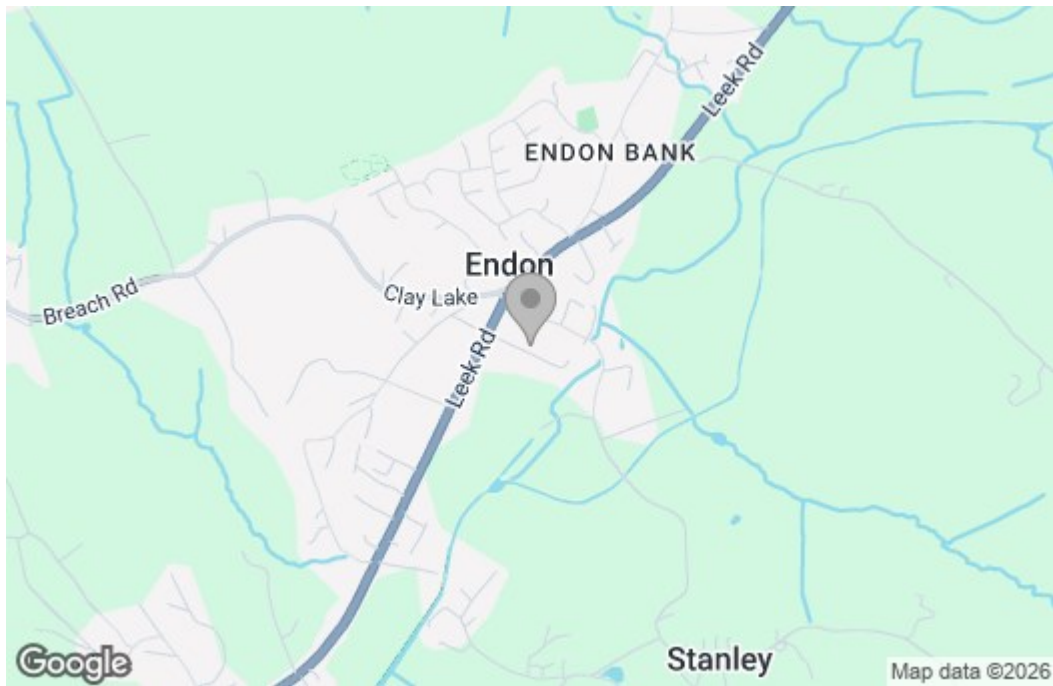 Leek Rd
ENDON BANK
Endon
Clay Lake
Breach Rd
Leek Rd
Stanley
Google
Map data ©2026